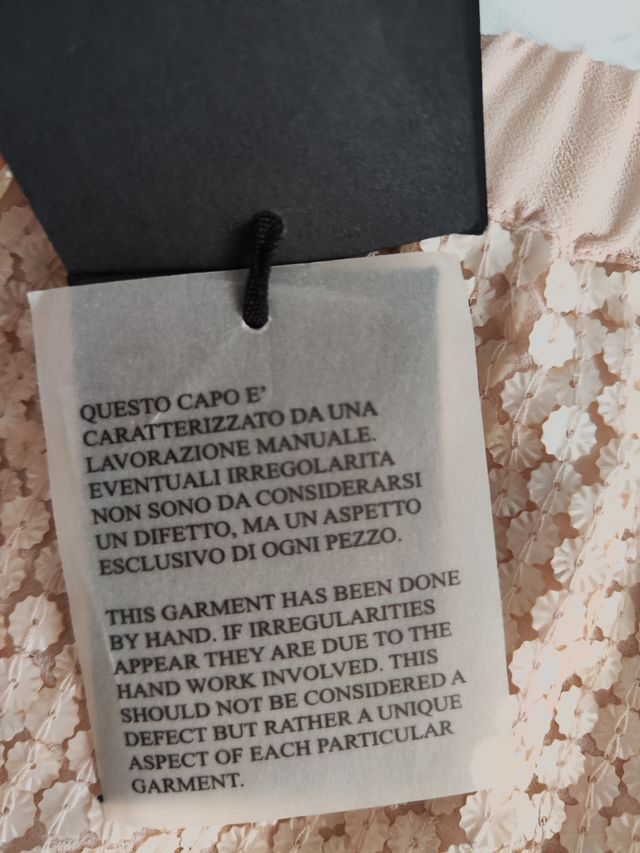 QUESTO CAPO E'
CARATTERIZZATO DA UNA
LAVORAZIONE MANUALE.
EVENTUALI IRREGOLARITA
NON SONO DA CONSIDERARSI
UN DIFETTO, MA UN ASPETTO
ESCLUSIVO DI OGNI PEZZO.
THIS GARMENT HAS BEEN DONE
BY HAND. IF IRREGULARITIES
APPEAR THEY ARE DUE TO THE
HAND WORK INVOLVED. THIS
SHOULD NOT BE CONSIDERED A
DEFECT BUT RATHER A UNIQUE
ASPECT OF EACH PARTICULAR
GARMENT.